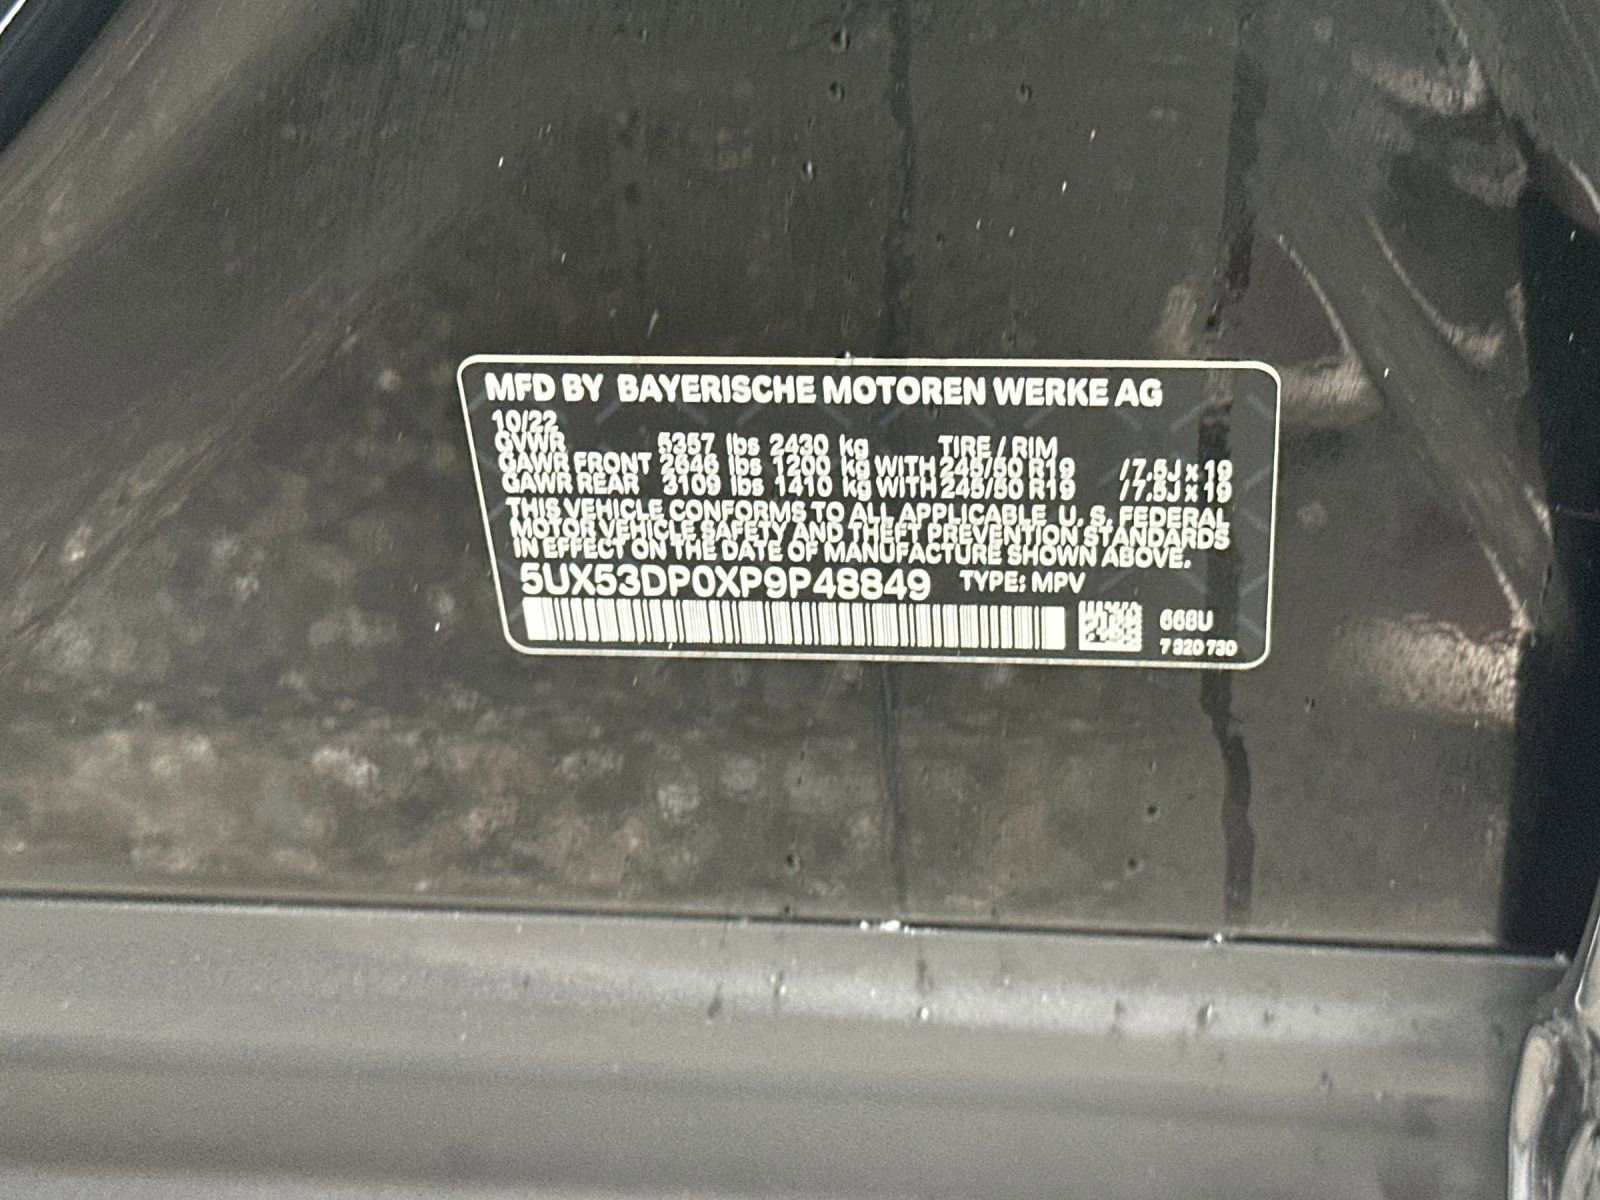 MFD BY BAYERISCHE MOTOREN WERKE AG
10/22
GVWR 5357 lbs 2430 kg TIRE / RIM
GAWR FRONT 2646 lbs 1200 kg WITH 245/50 R19 /7.5J x 19
GAWR REAR 3109 lbs 1410 kg WITH 245/50 R19 /7.5J x 19
THIS VEHICLE CONFORMS TO ALL APPLICABLE U. S. FEDERAL
MOTOR VEHICLE SAFETY AND THEFT PREVENTION STANDARDS
IN EFFECT ON THE DATE OF MANUFACTURE SHOWN ABOVE.
5UX53DP0XP9P48849 TYPE: MPV
668U
7 320 730